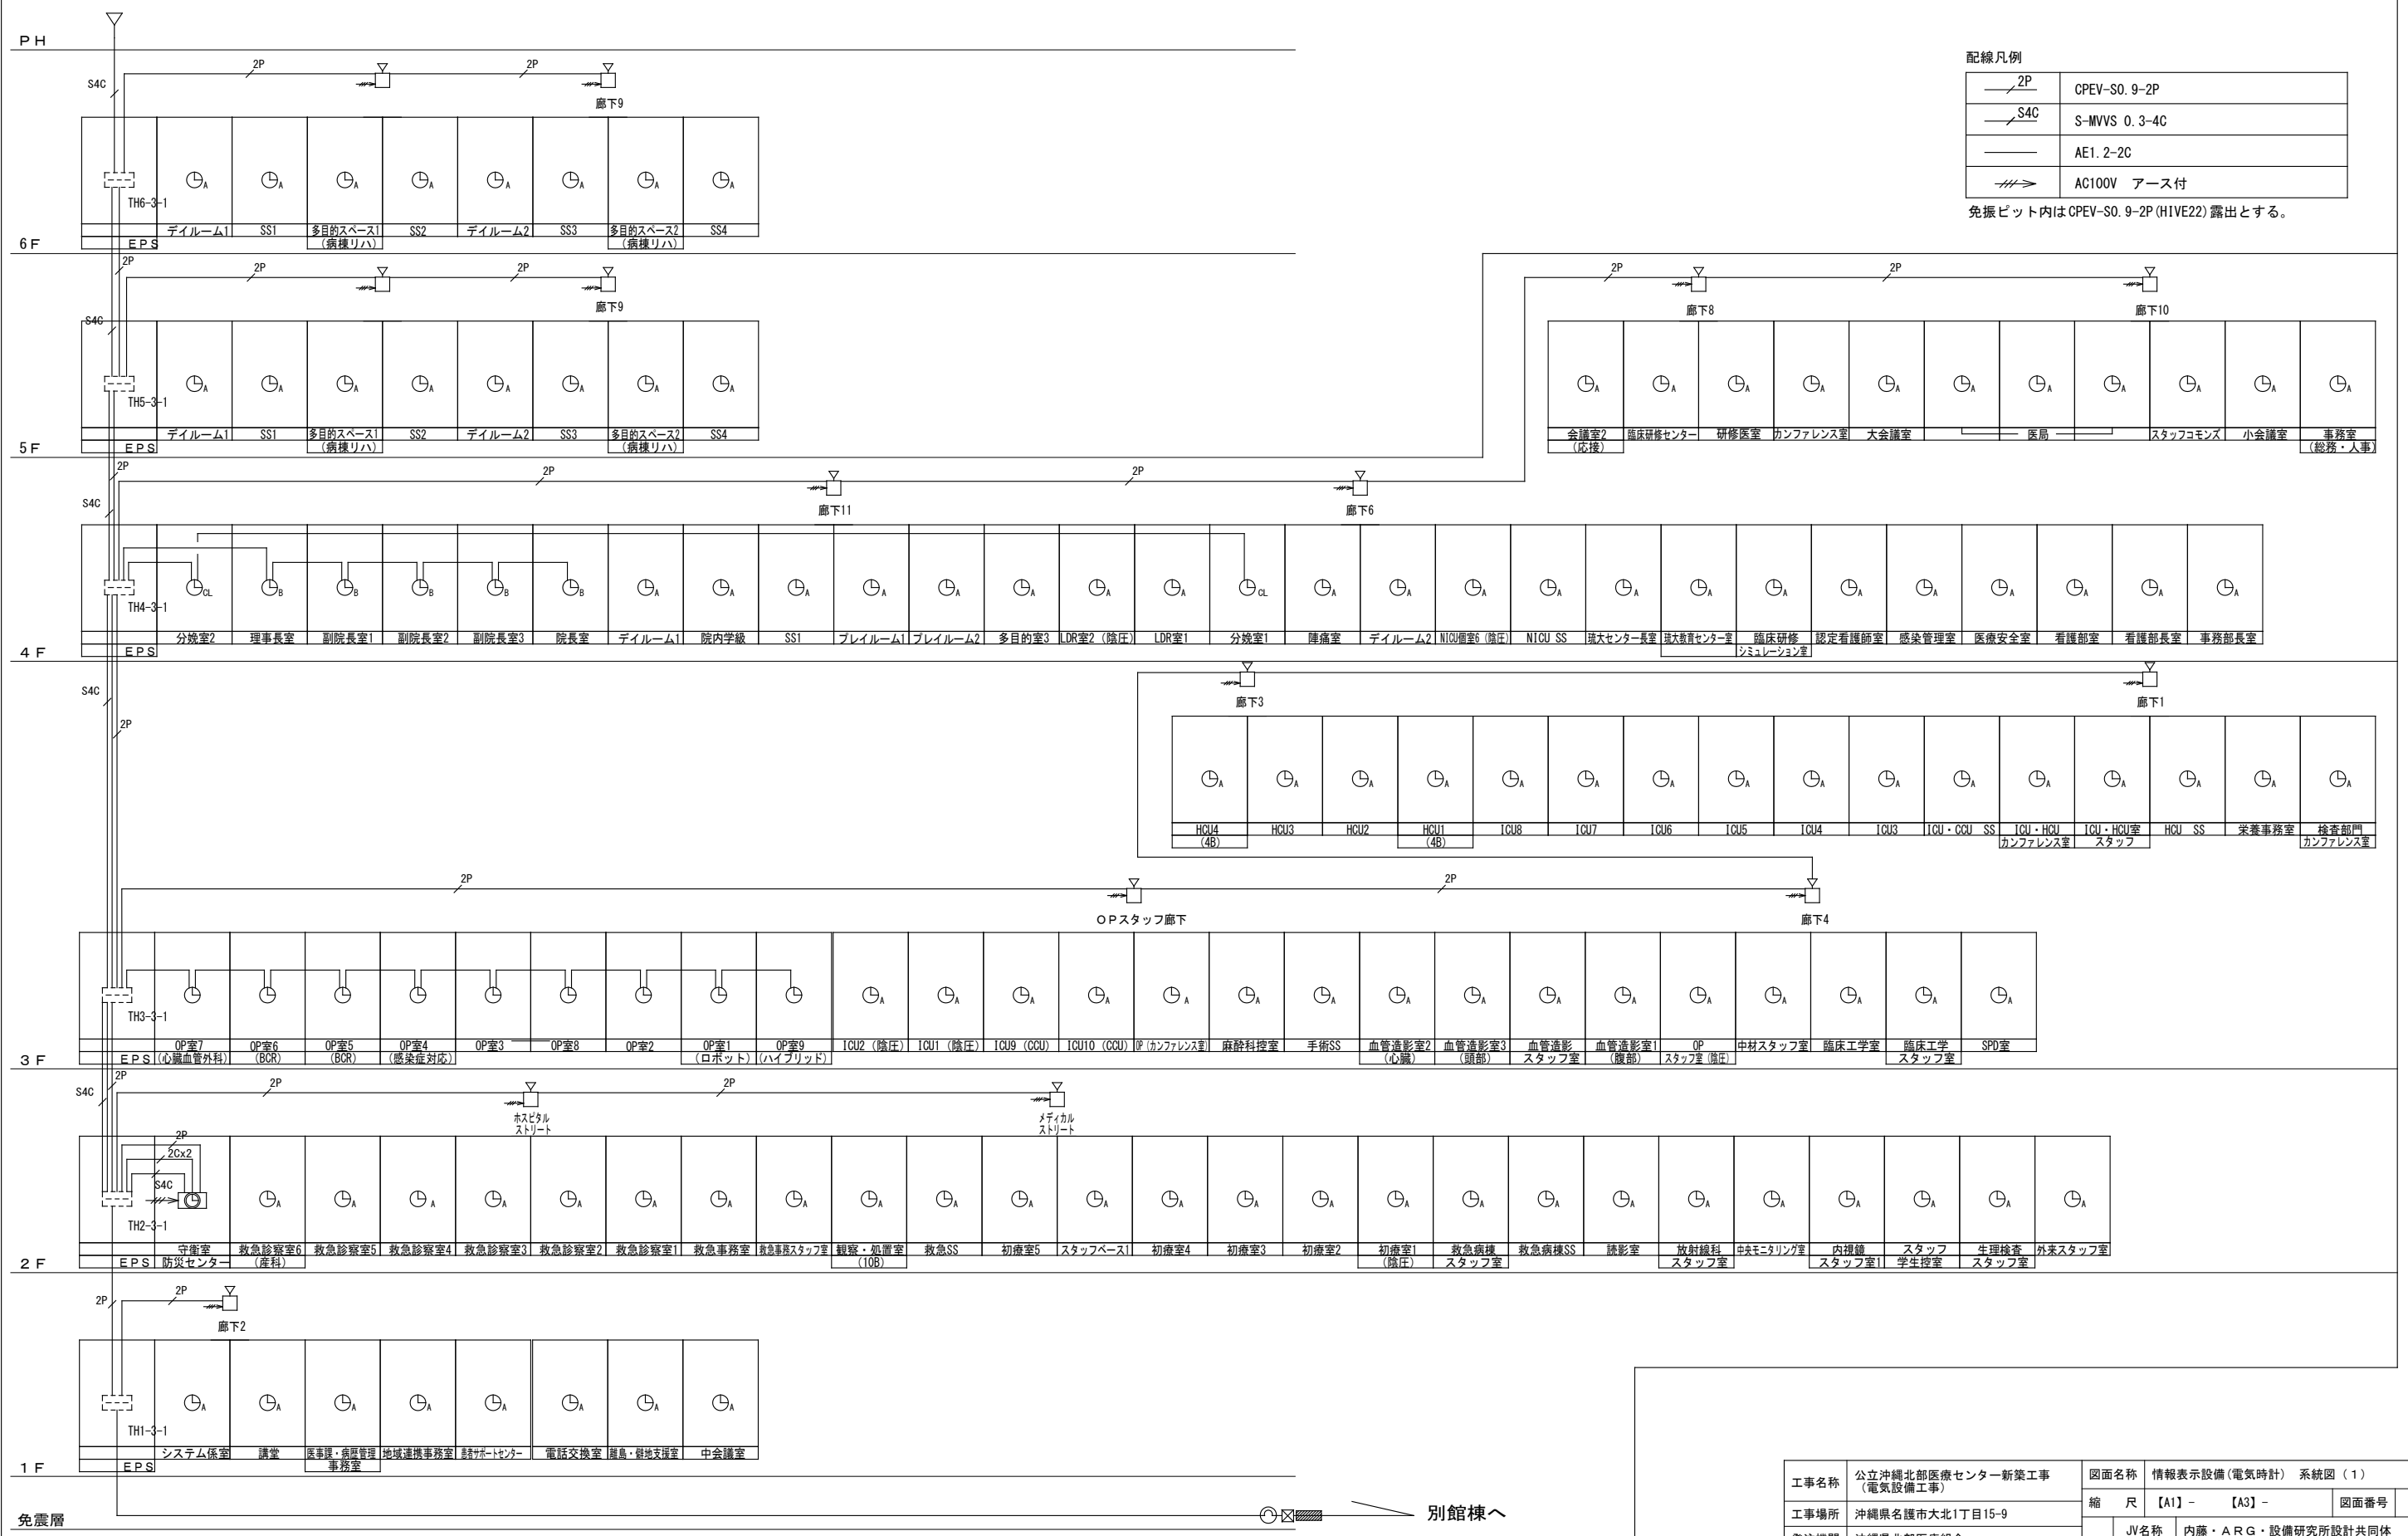 PH
2P 2P
S4C
廊下9
A A A A A A A A
TH6-3-1
デイルーム1 SS1 多目的スペース1 SS2 デイルーム2 SS3 多目的スペース2 SS4
6F EPS (病棟リハ) (病棟リハ)
配線凡例
2P CPEV-S0.9-2P
S4C S-MVVS 0.3-4C
AE1.2-2C
AC100V アース付
免振ピット内はCPEV-S0.9-2P(HIVE22)露出とする。
2P 2P 2P
S4C
廊下9
A A A A A A A A
TH5-3-1
デイルーム1 SS1 多目的スペース1 SS2 デイルーム2 SS3 多目的スペース2 SS4
5F EPS (病棟リハ) (病棟リハ)
2P 2P
廊下8 廊下10
A A A A A A A A A A A
会議室2 臨床研修センター 研修医室 カンファレンス室 大会議室 医局 スタッフコモンズ 小会議室 事務室
(応接) (総務・人事)
2P 2P 2P
S4C
廊下11 廊下6
CL B B B B B A A A A A A A A CL A A A A A A A A A A A A A
TH4-3-1
分娩室2 理事長室 副院長室1 副院長室2 副院長室3 院長室 デイルーム1 院内学級 SS1 プレイルーム1 プレイルーム2 多目的室3 LDR室2(陰圧) LDR室1 分娩室1 陣痛室 デイルーム2 NICU個室6(陰圧) NICU SS 琉大センター長室 琉大教育センター室 臨床研修 認定看護師室 感染管理室 医療安全室 看護部室 看護部長室 事務部長室
4F EPS シミュレーション室
S4C
2P
廊下3 廊下1
A A A A A A A A A A A A A A A A
HCU4 HCU3 HCU2 HCU1 ICU8 ICU7 ICU6 ICU5 ICU4 ICU3 ICU・CCU SS ICU・HCU ICU・HCU室 HCU SS 栄養事務室 検査部門
(4B) (4B) カンファレンス室 スタッフ カンファレンス室
2P 2P
OPスタッフ廊下 廊下4
A A A A A A A A A A A A A A A A
TH3-3-1
OP室7 OP室6 OP室5 OP室4 OP室3 OP室8 OP室2 OP室1 OP室9 ICU2(陰圧) ICU1(陰圧) ICU9(CCU) ICU10(CCU) OP(カンファレンス室) 麻酔科控室 手術SS 血管造影室2 血管造影室3 血管造影 血管造影室1 OP 中材スタッフ室 臨床工学室 臨床工学 SPD室
3F EPS (心臓血管外科) (BCR) (BCR) (感染症対応) (ロボット) (ハイブリッド) (心臓) (頭部) スタッフ室 (腹部) スタッフ室(陰圧) スタッフ室
2P 2P 2P
S4C
ホスピタル
ストリート
メディカル
ストリート
2P
2Cx2
S4C
A A A A A A A A A A A A A A A A A A A A A A A A A
TH2-3-1
守衛室 救急診察室6 救急診察室5 救急診察室4 救急診察室3 救急診察室2 救急診察室1 救急事務室 救急事務スタッフ室 観察・処置室 救急SS 初療室5 スタッフベース1 初療室4 初療室3 初療室2 初療室1 救急病棟 救急病棟SS 読影室 放射線科 中央モニタリング室 内視鏡 スタッフ 生理検査 外来スタッフ室
2F EPS 防災センター (産科) (10B) (陰圧) スタッフ室 スタッフ室 スタッフ室1 学生控室 スタッフ室
2P 2P
廊下2
A A A A A A A A
TH1-3-1
システム係室 講堂 医事課・病歴管理 地域連携事務室 患者サポートセンター 電話交換室 離島・僻地支援室 中会議室
1F EPS 事務室
免震層
別館棟へ
工事名称 公立沖縄北部医療センター新築工事
(電気設備工事)
図面名称 情報表示設備(電気時計) 系統図(1)
縮 尺 【A1】- 【A3】- 図面番号
工事場所 沖縄県名護市大北1丁目15-9
JV名称 内藤・ARG・設備研究所設計共同体